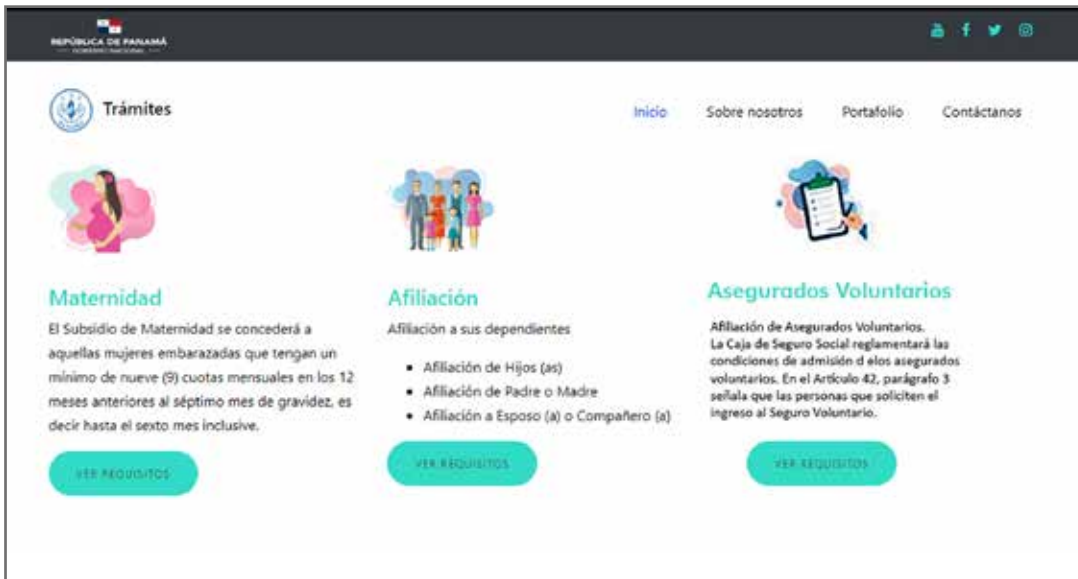 REPÚBLICA DE PANAMÁ
GOBIERNO NACIONAL
Trámites
Inicio
Sobre nosotros
Portafolio
Contáctanos
Maternidad
El Subsidio de Maternidad se concederá a
aquellas mujeres embarazadas que tengan un
mínimo de nueve (9) cuotas mensuales en los 12
meses anteriores al séptimo mes de gravidez, es
decir hasta el sexto mes inclusive.
VER REQUISITOS
Afiliación
Afiliación a sus dependientes
Afiliación de Hijos (as)
Afiliación de Padre o Madre
Afiliación a Esposo (a) o Compañero (a)
VER REQUISITOS
Asegurados Voluntarios
Afiliación de Asegurados Voluntarios.
La Caja de Seguro Social reglamentará las
condiciones de admisión d elos asegurados
voluntarios. En el Artículo 42, parágrafo 3
señala que las personas que soliciten el
ingreso al Seguro Voluntario.
VER REQUISITOS